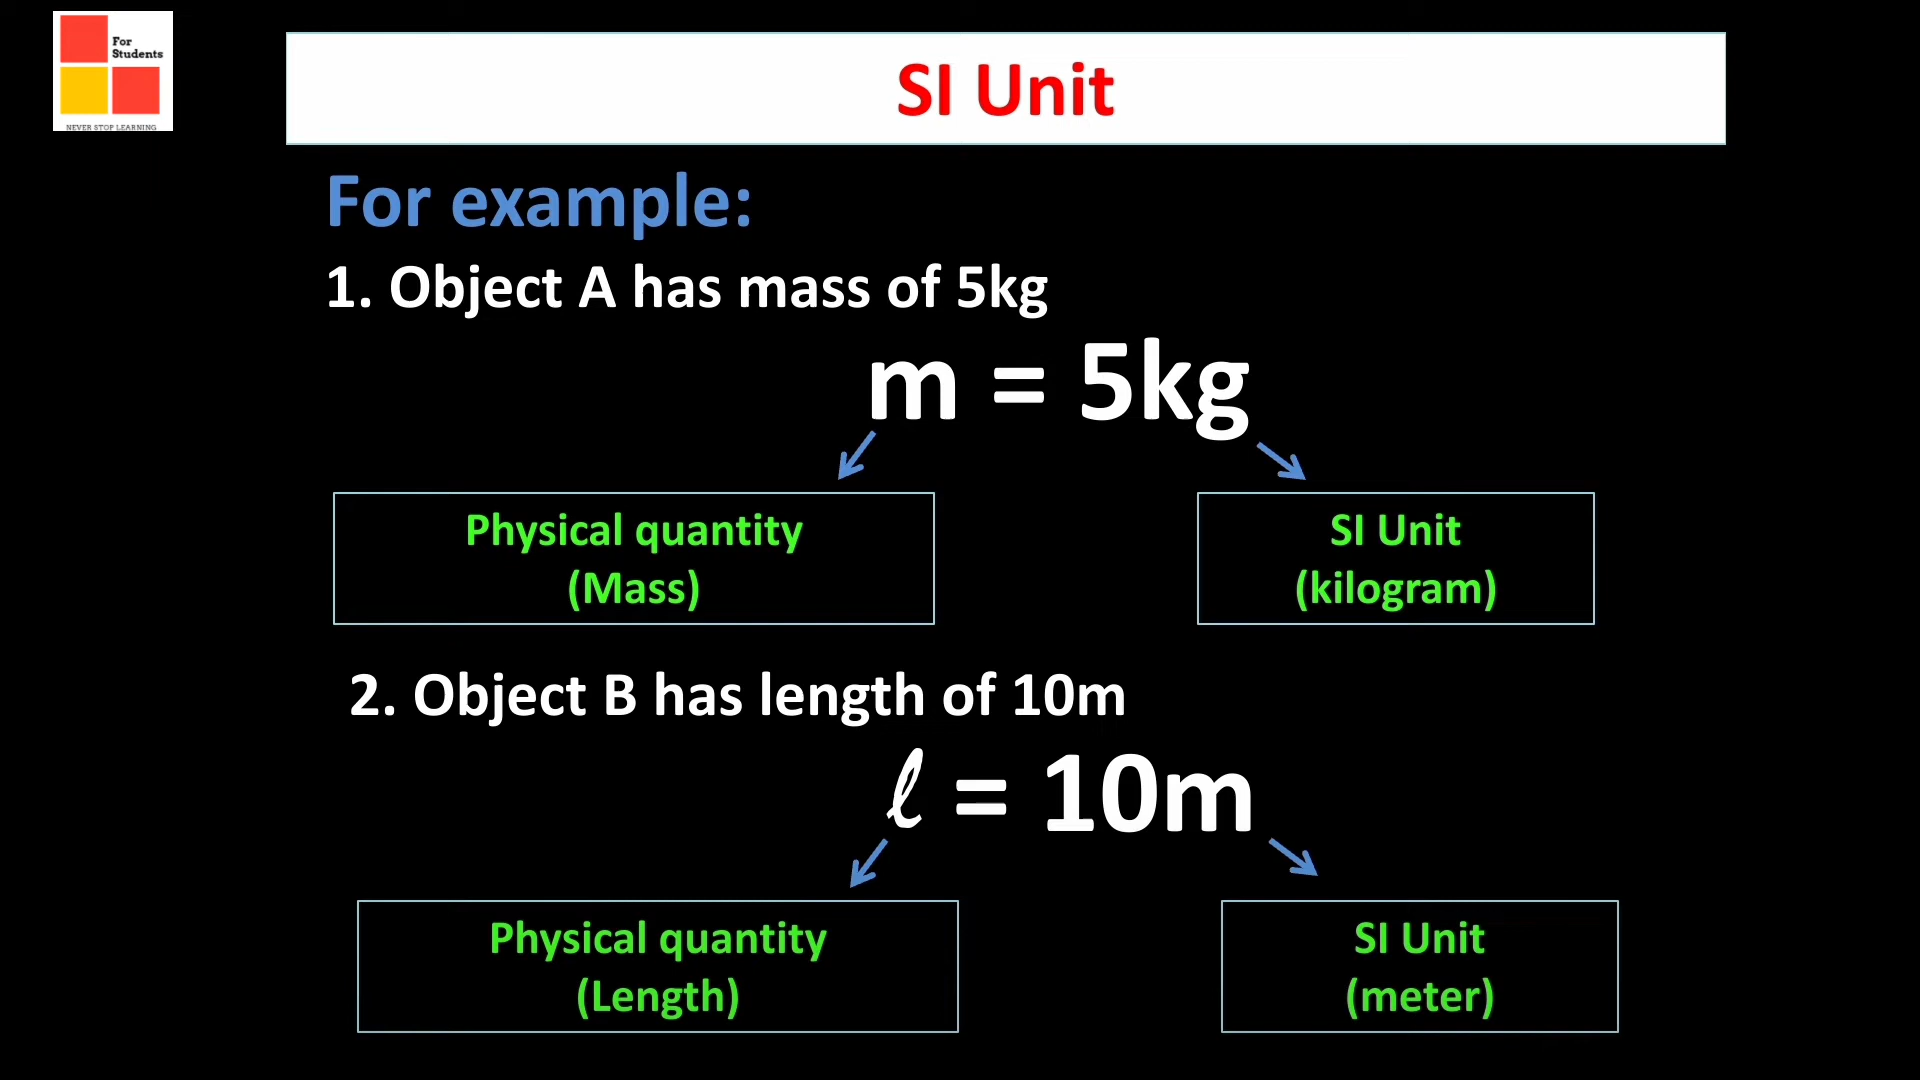 For
Students
NEVER STOP LEARNING
SI Unit
For example:
1. Object A has mass of 5kg
m = 5kg
Physical quantity
(Mass)
SI Unit
(kilogram)
2. Object B has length of 10m
ℓ = 10m
Physical quantity
(Length)
SI Unit
(meter)